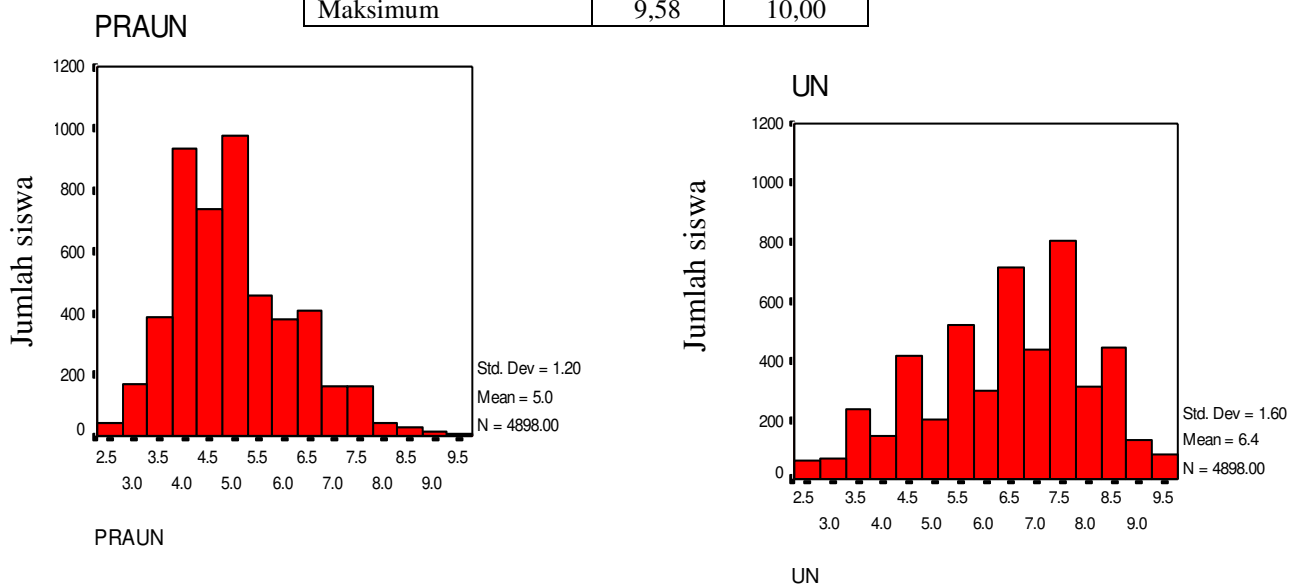 Maksimum 9,58 10,00
PRAUN
1200
1000
800
600
400
200
0
Jumlah siswa
2.5 3.5 4.5 5.5 6.5 7.5 8.5 9.5
3.0 4.0 5.0 6.0 7.0 8.0 9.0
Std. Dev = 1.20
Mean = 5.0
N = 4898.00
PRAUN
UN
1200
1000
800
600
400
200
0
Jumlah siswa
2.5 3.5 4.5 5.5 6.5 7.5 8.5 9.5
3.0 4.0 5.0 6.0 7.0 8.0 9.0
Std. Dev = 1.60
Mean = 6.4
N = 4898.00
UN